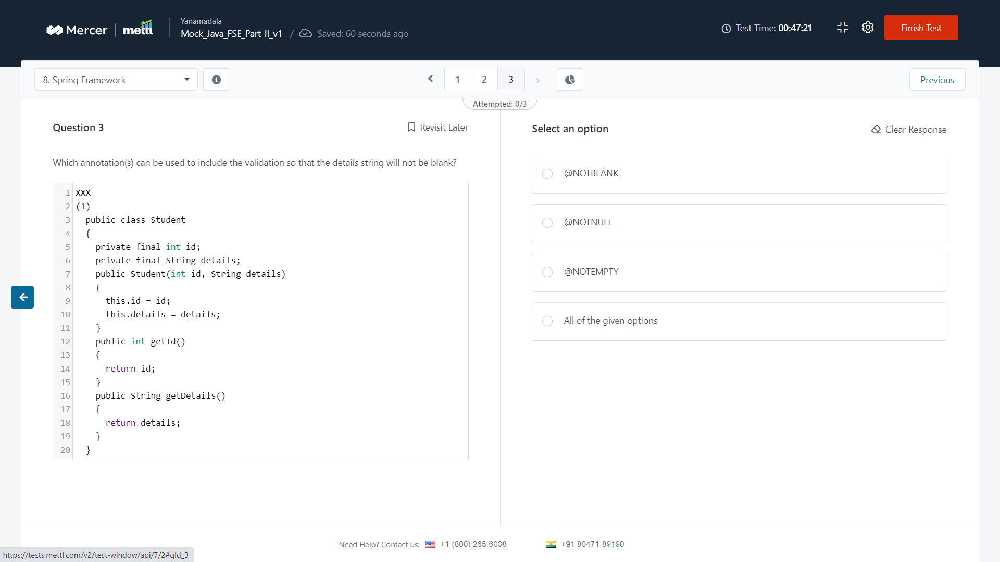 Mercer
mettl
Yanamadala
Mock_Java_FSE_Part-II_v1 / Saved: 60 seconds ago
Test Time: 00:47:21
Finish Test
8. Spring Framework
1 2 3
Previous
Attempted: 0/3
Question 3
Revisit Later
Which annotation(s) can be used to include the validation so that the details string will not be blank?
1 XXX
2 (1)
3 public class Student
4 {
5 private final int id;
6 private final String details;
7 public Student(int id, String details)
8 {
9 this.id = id;
10 this.details = details;
11 }
12 public int getId()
13 {
14 return id;
15 }
16 public String getDetails()
17 {
18 return details;
19 }
20 }
Select an option
Clear Response
@NOTBLANK
@NOTNULL
@NOTEMPTY
All of the given options
Need Help? Contact us: +1 (800) 265-6038 +91 80471-89190
https://tests.mettl.com/v2/test-window/api/7/2#qId_3